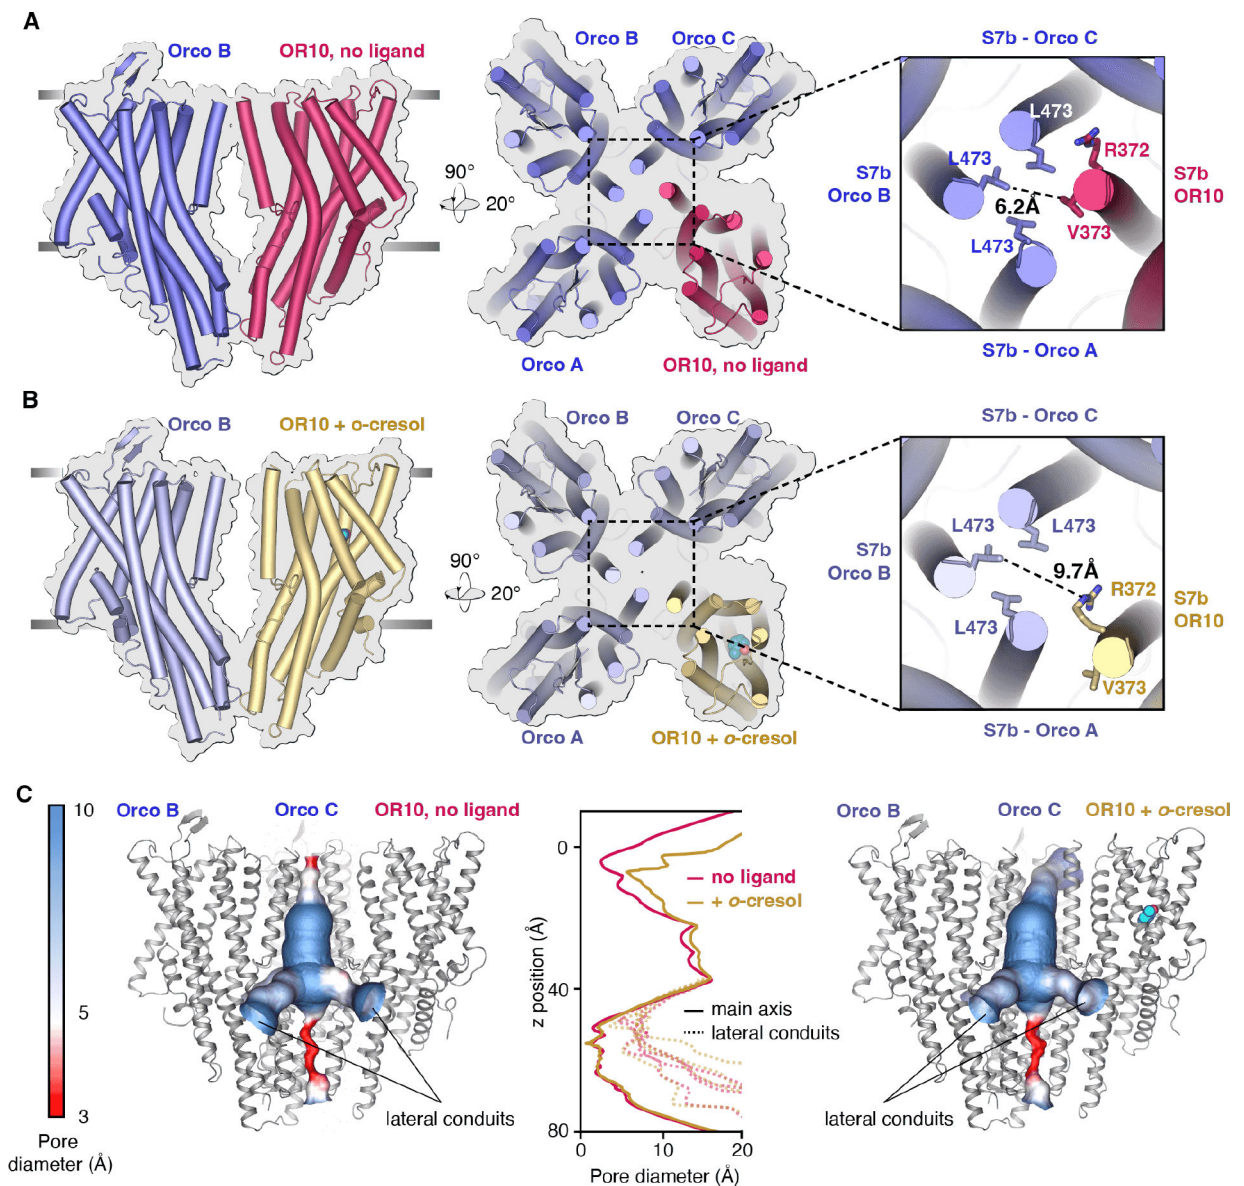 A
Orco B
OR10, no ligand
90°
20°
Orco B
Orco C
Orco A
OR10, no ligand
S7b - Orco C
L473
R372
L473
S7b
Orco B
S7b
OR10
6.2Å
V373
L473
S7b - Orco A
B
Orco B
OR10 + o-cresol
90°
20°
Orco B
Orco C
Orco A
OR10 + o-cresol
S7b - Orco C
L473
L473
S7b
Orco B
9.7Å
R372
S7b
OR10
L473
V373
S7b - Orco A
C
10
5
3
Pore
diameter (Å)
Orco B
Orco C
OR10, no ligand
lateral conduits
0
40
80
z position (Å)
no ligand
+ o-cresol
main axis
lateral conduits
0
10
20
Pore diameter (Å)
Orco B
Orco C
OR10 + o-cresol
lateral conduits